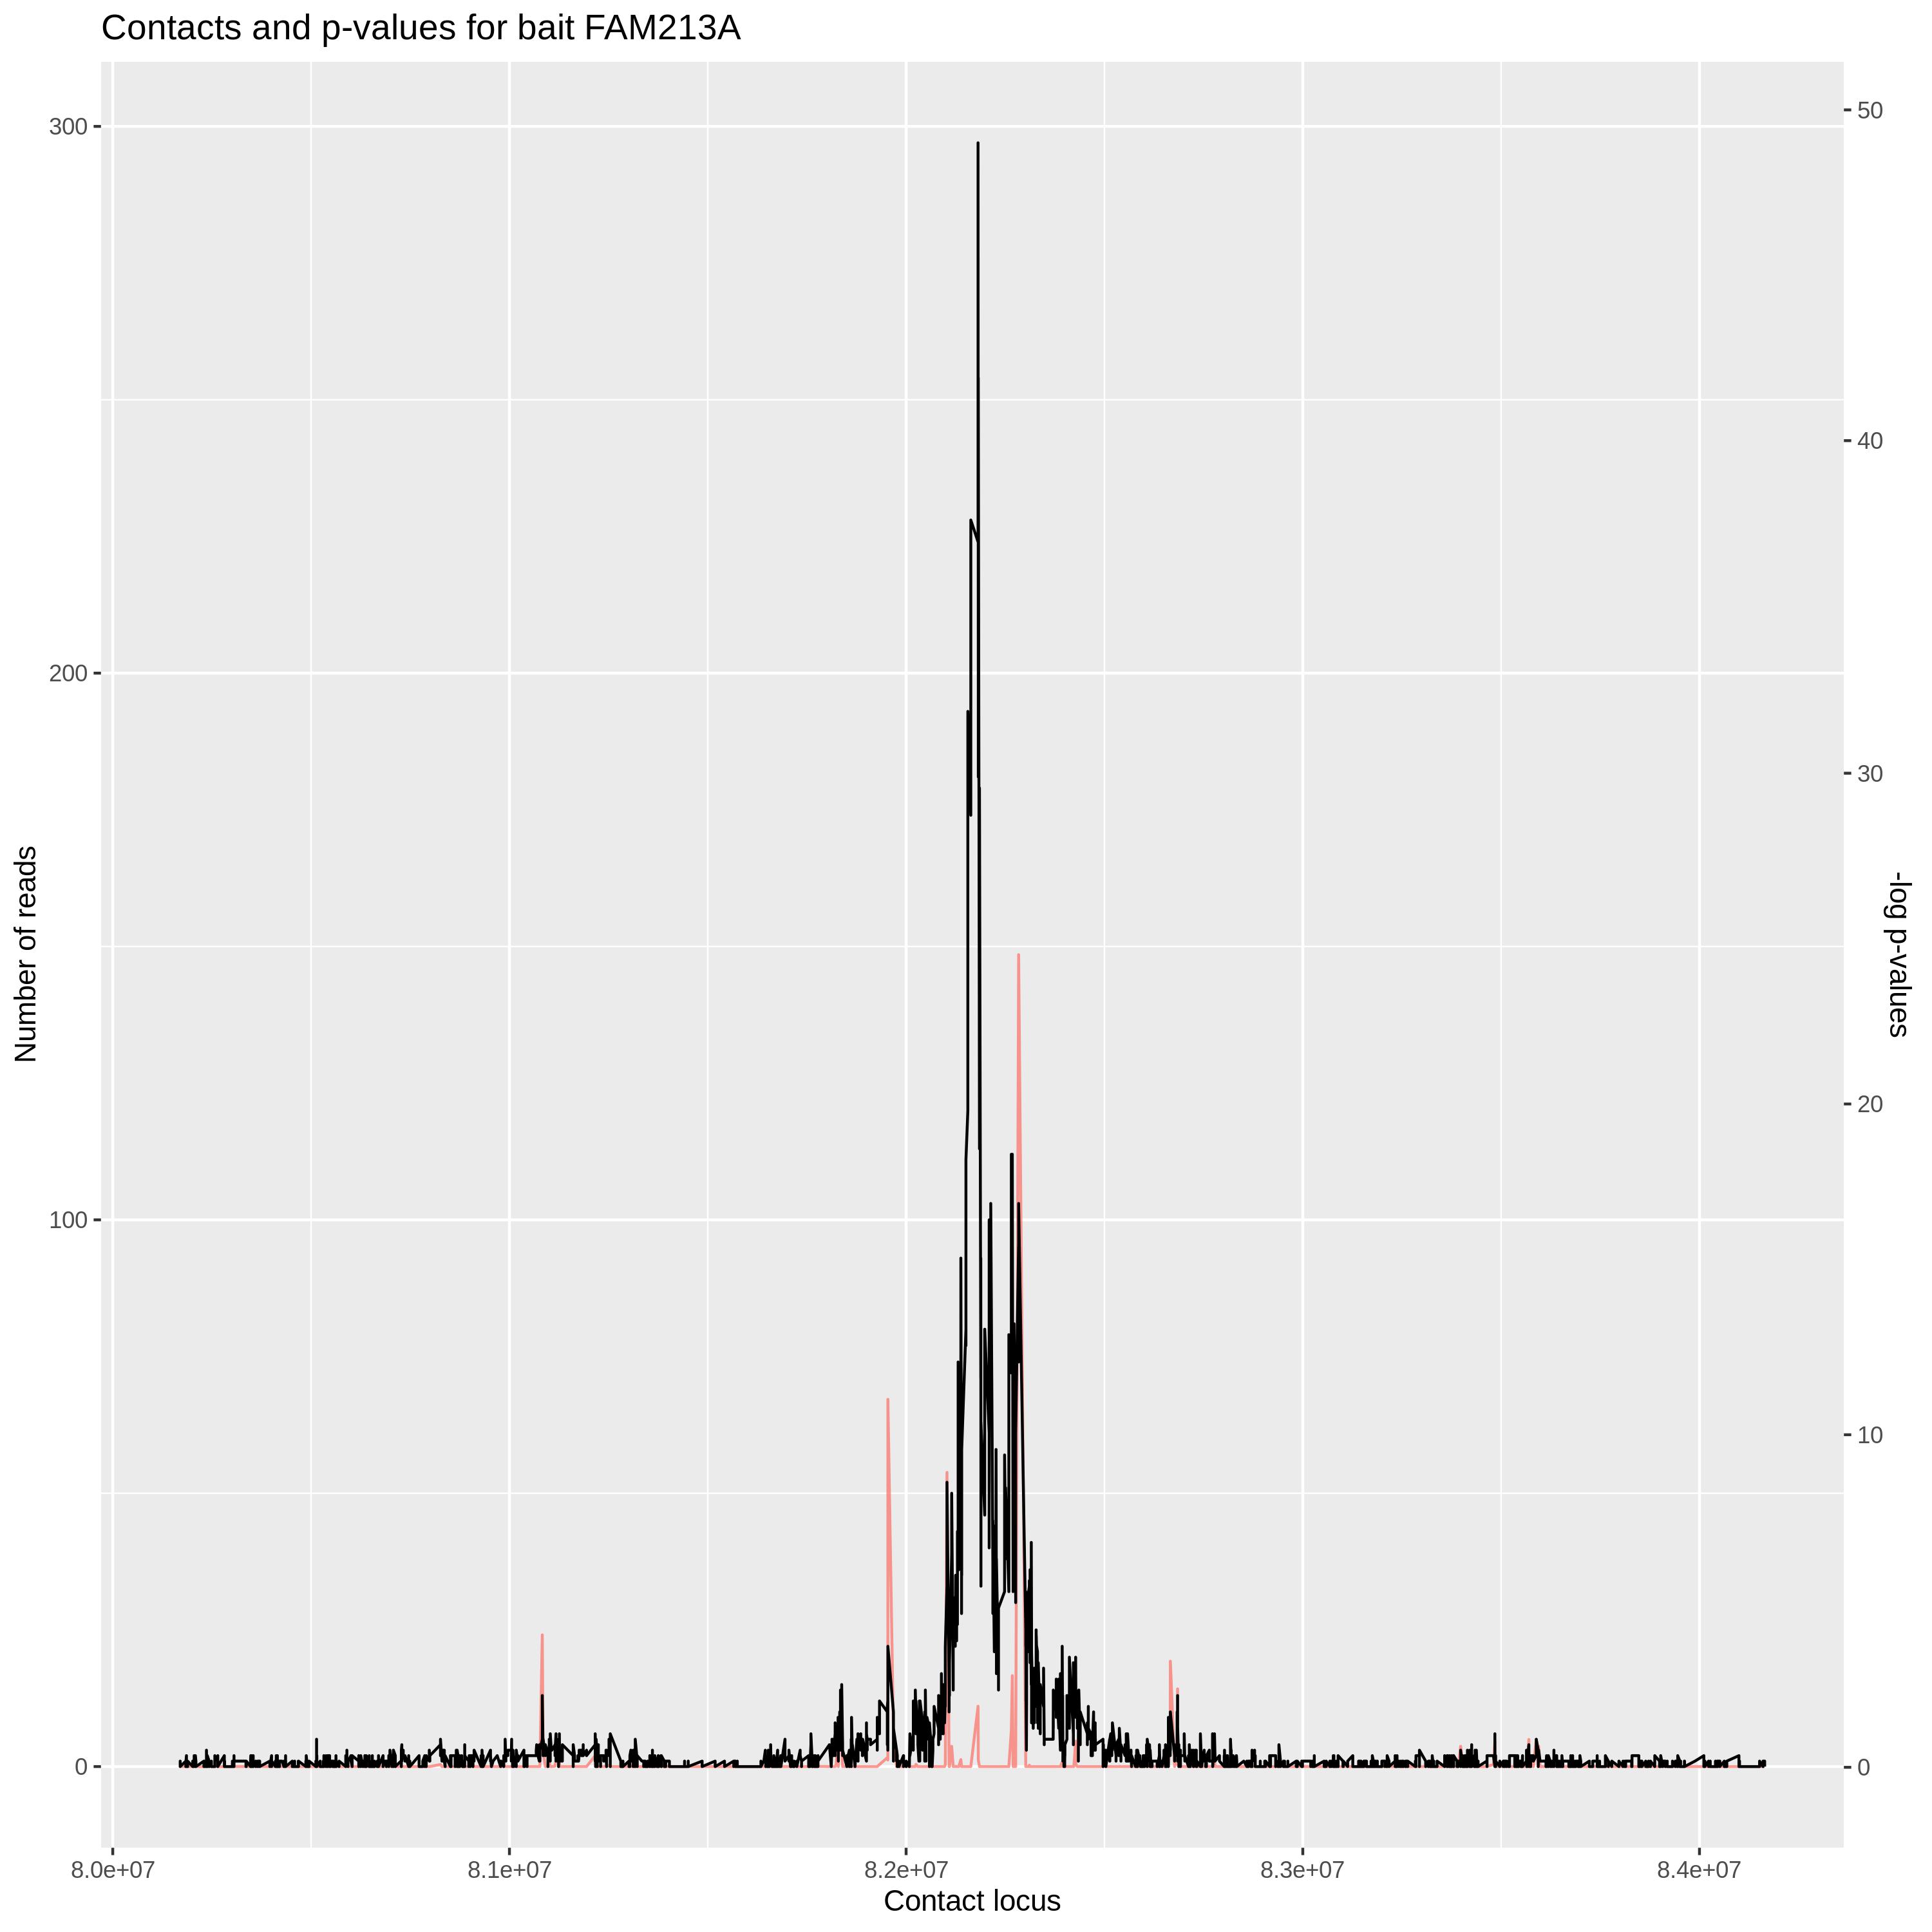 Contacts and p-values for bait FAM213A
300
200
100
0
50
40
30
20
10
0
Number of reads
-log p-values
8.0e+07 8.1e+07 8.2e+07 8.3e+07 8.4e+07
Contact locus